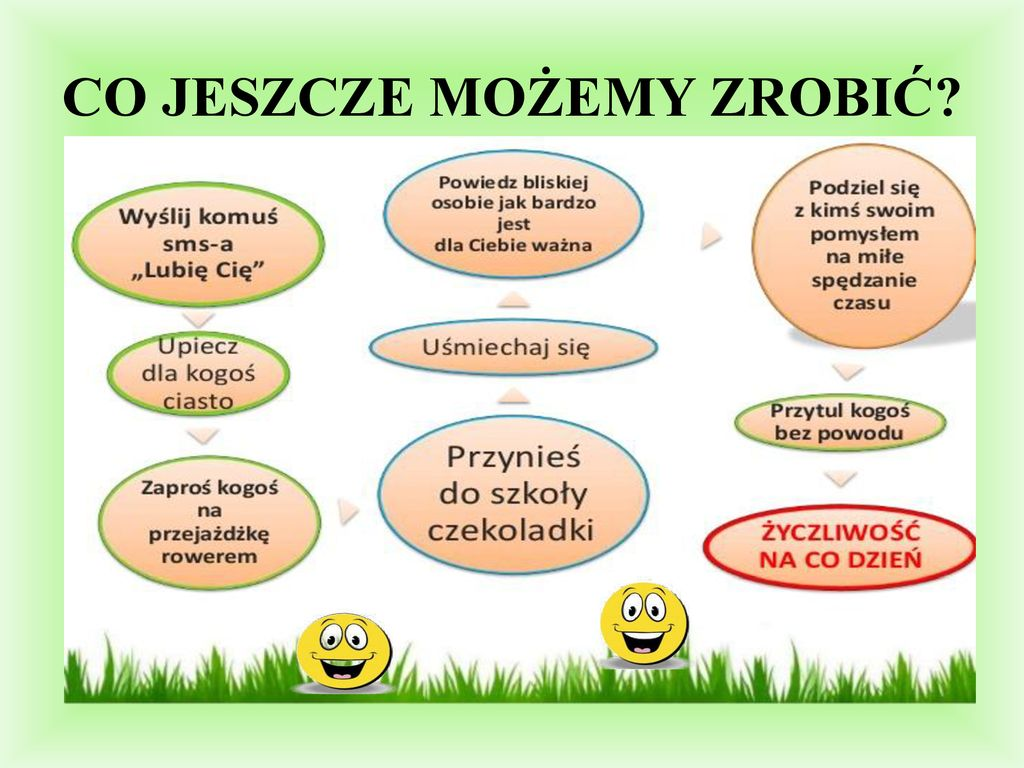 CO JESZCZE MOŻEMY ZROBIĆ?
Wyślij komuś
sms-a
„Lubię Cię”
Upiecz
dla kogoś
ciasto
Zaproś kogoś
na
przejażdżkę
rowerem
Przynieś
do szkoły
czekoladki
Uśmiechaj się
Powiedz bliskiej
osobie jak bardzo
jest
dla Ciebie ważna
Podziel się
z kimś swoim
pomysłem
na miłe
spędzanie
czasu
Przytul kogoś
bez powodu
ŻYCZLIWOŚĆ
NA CO DZIEŃ